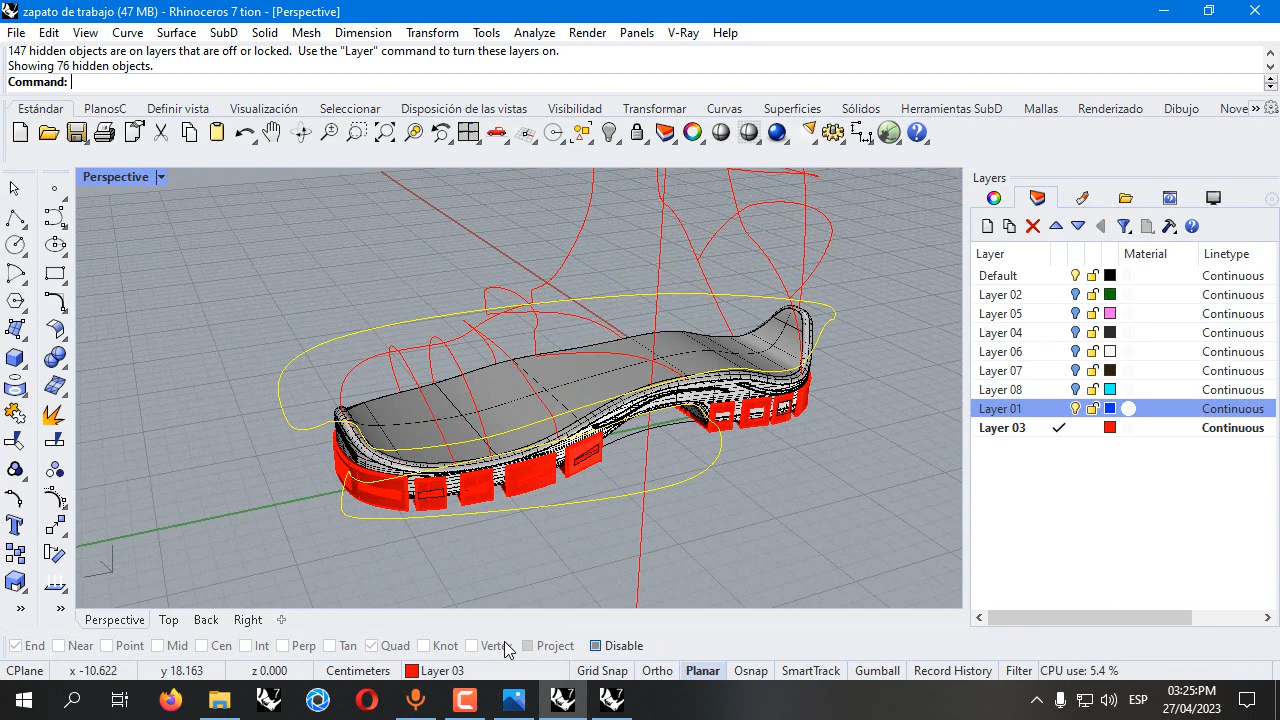 zapato de trabajo (47 MB) - Rhinoceros 7 tion - [Perspective]
File Edit View Curve Surface SubD Solid Mesh Dimension Transform Tools Analyze Render Panels V-Ray Help
147 hidden objects are on layers that are off or locked. Use the "Layer" command to turn these layers on.
Showing 76 hidden objects.
Command:
Estándar PlanosC Definir vista Visualización Seleccionar Disposición de las vistas Visibilidad Transformar Curvas Superficies Sólidos Herramientas SubD Mallas Renderizado Dibujo Nove
Perspective
Layers
Layer Material Linetype
Default Continuous
Layer 02 Continuous
Layer 05 Continuous
Layer 04 Continuous
Layer 06 Continuous
Layer 07 Continuous
Layer 08 Continuous
Layer 01 Continuous
Layer 03 Continuous
Perspective Top Back Right
End Near Point Mid Cen Int Perp Tan Quad Knot Project Disable
CPlane x -10.622 y 18.163 z 0.000 Centimeters Layer 03 Grid Snap Ortho Planar Osnap SmartTrack Gumball Record History Filter CPU use: 5.4 %
ESP
03:25:PM
27/04/2023